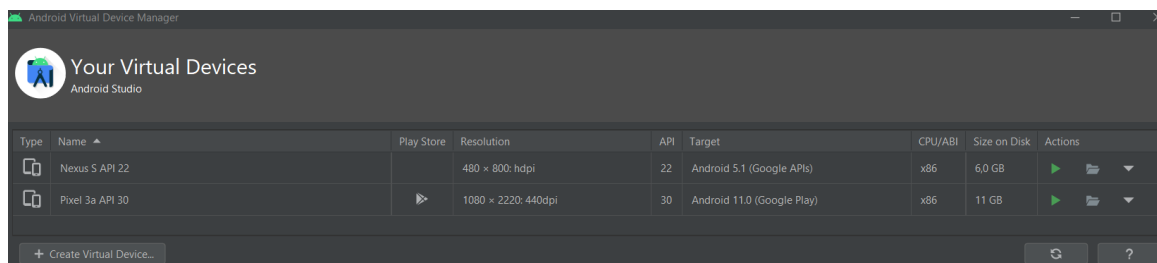 Android Virtual Device Manager
Your Virtual Devices
Android Studio
Type Name Play Store Resolution API Target CPU/ABI Size on Disk Actions
Nexus S API 22 480 × 800: hdpi 22 Android 5.1 (Google APIs) x86 6,0 GB
Pixel 3a API 30 1080 × 2220: 440dpi 30 Android 11.0 (Google Play) x86 11 GB
+ Create Virtual Device... ?